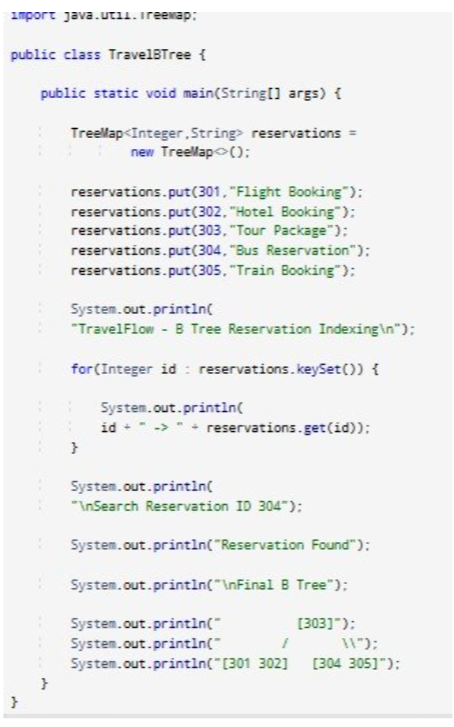 import java.util.TreeMap;
public class TravelBTree {
public static void main(String[] args) {
TreeMap<Integer,String> reservations =
new TreeMap<>();
reservations.put(301,"Flight Booking");
reservations.put(302,"Hotel Booking");
reservations.put(303,"Tour Package");
reservations.put(304,"Bus Reservation");
reservations.put(305,"Train Booking");
System.out.println(
"TravelFlow - B Tree Reservation Indexing\n");
for(Integer id : reservations.keySet()) {
System.out.println(
id + " -> " + reservations.get(id));
}
System.out.println(
"\nSearch Reservation ID 304");
System.out.println("Reservation Found");
System.out.println("\nFinal B Tree");
System.out.println("          [303]");
System.out.println("        /       \\");
System.out.println("[301 302]   [304 305]");
}
}